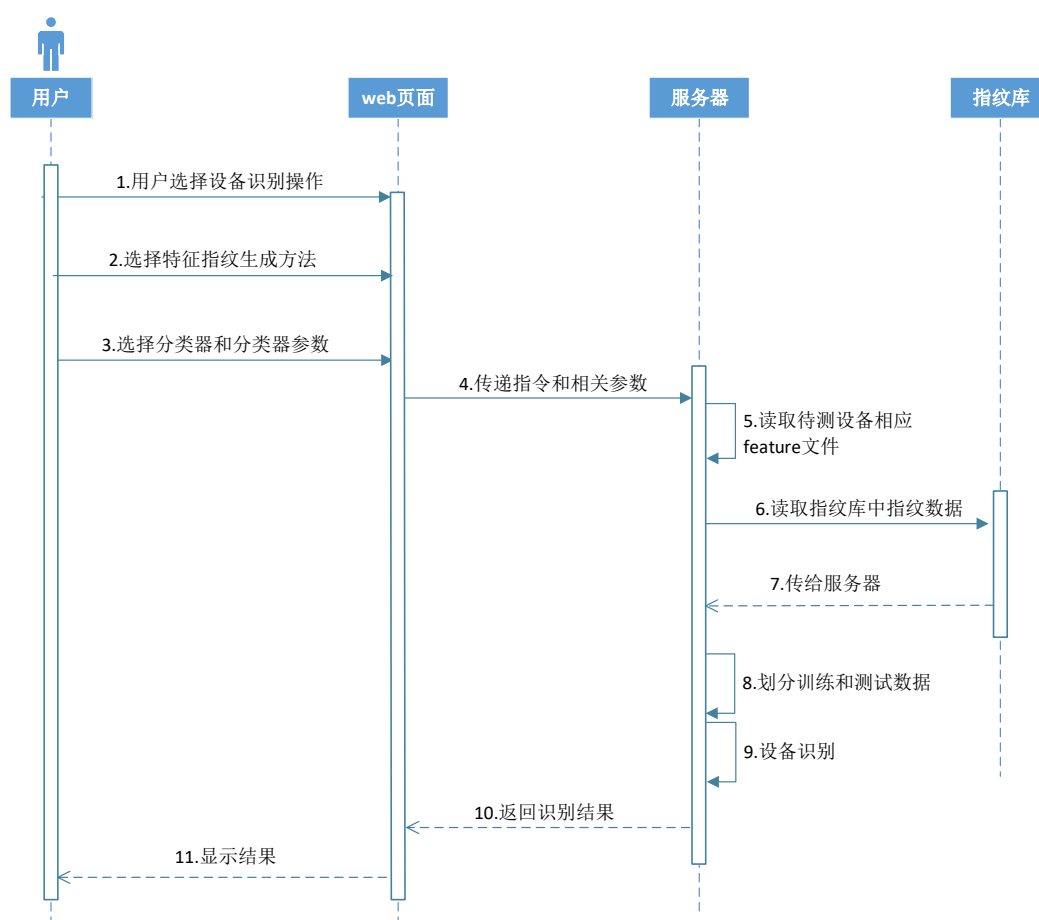 用户
web页面
服务器
指纹库
1.用户选择设备识别操作
2.选择特征指纹生成方法
3.选择分类器和分类器参数
4.传递指令和相关参数
5.读取待测设备相应
feature文件
6.读取指纹库中指纹数据
7.传给服务器
8.划分训练和测试数据
9.设备识别
10.返回识别结果
11.显示结果